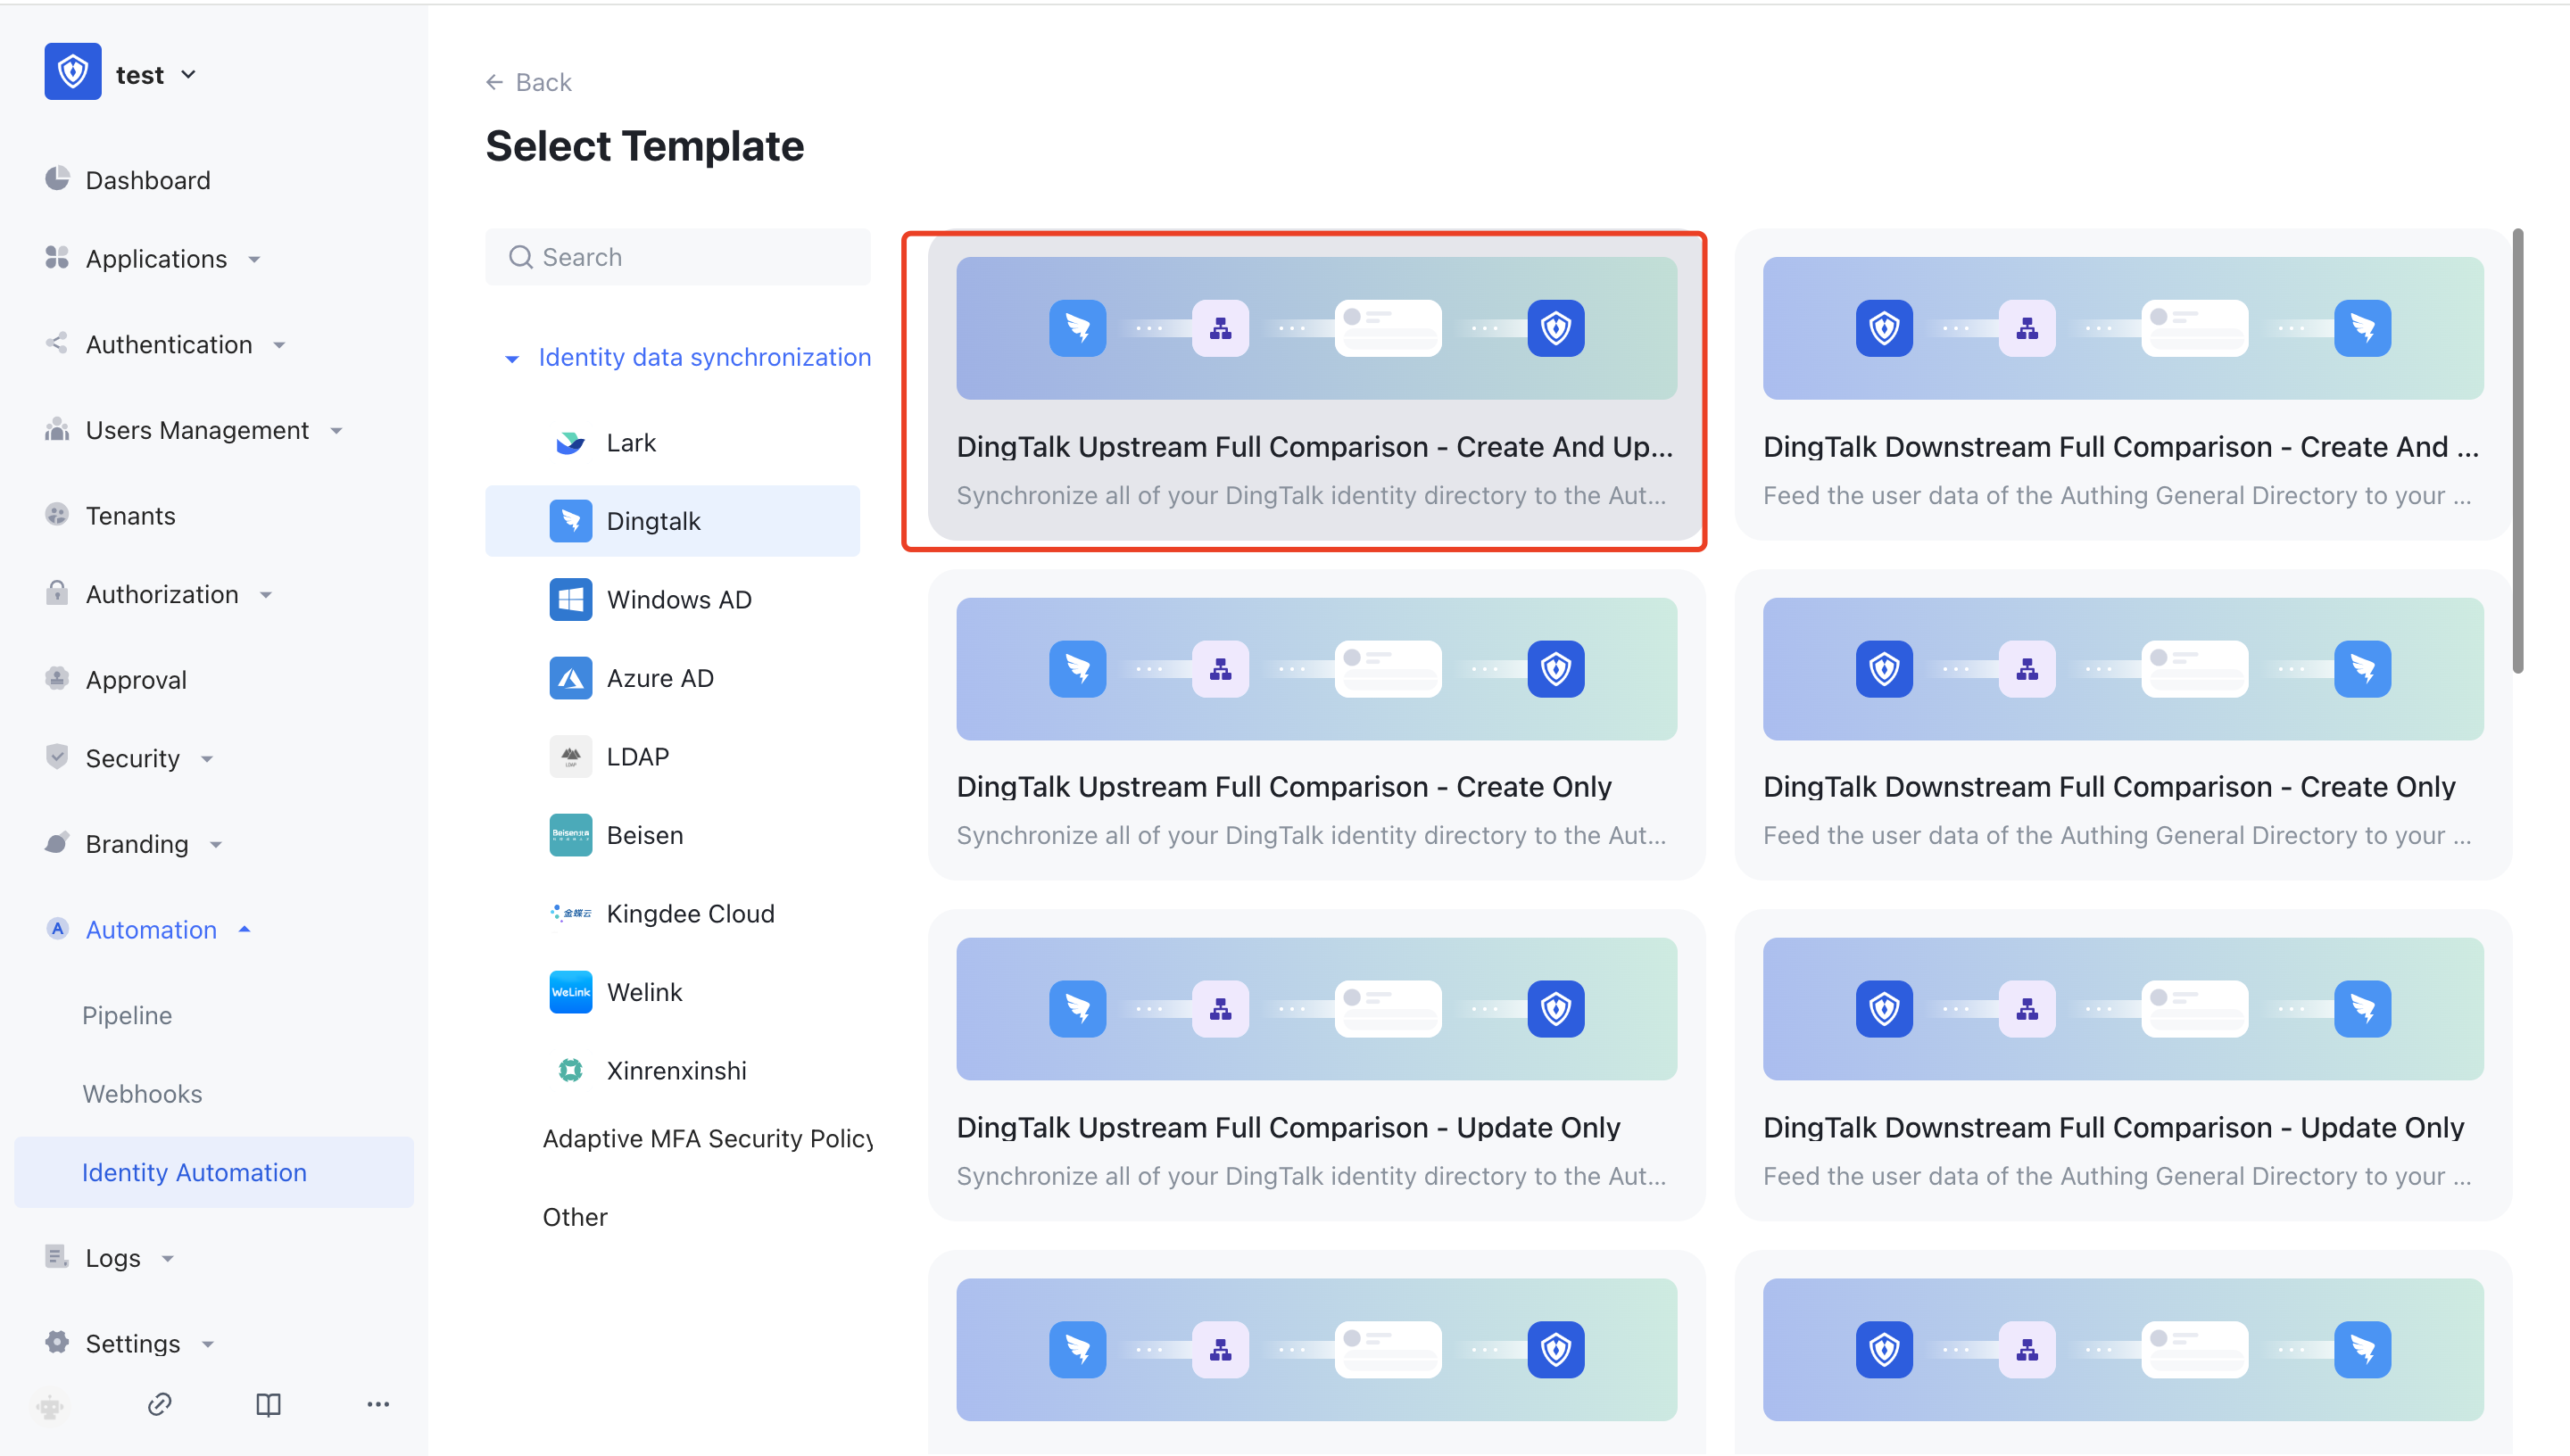 test
Dashboard
Applications
Authentication
Users Management
Tenants
Authorization
Approval
Security
Branding
Automation
Pipeline
Webhooks
Identity Automation
Logs
Settings
Back
Select Template
Search
Identity data synchronization
Lark
Dingtalk
Windows AD
Azure AD
LDAP
LDAP
Beisen
Kingdee Cloud
金蝶云
WeLink
Welink
Xinrenxinshi
Adaptive MFA Security Policy
Other
DingTalk Upstream Full Comparison - Create And Up...
Synchronize all of your DingTalk identity directory to the Aut...
DingTalk Downstream Full Comparison - Create And ...
Feed the user data of the Authing General Directory to your ...
DingTalk Upstream Full Comparison - Create Only
Synchronize all of your DingTalk identity directory to the Aut...
DingTalk Downstream Full Comparison - Create Only
Feed the user data of the Authing General Directory to your ...
DingTalk Upstream Full Comparison - Update Only
Synchronize all of your DingTalk identity directory to the Aut...
DingTalk Downstream Full Comparison - Update Only
Feed the user data of the Authing General Directory to your ...